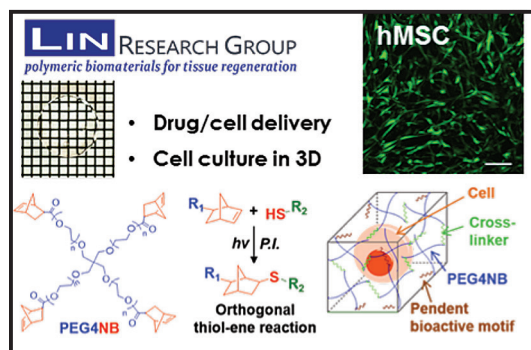 LIN RESEARCH GROUP
polymeric biomaterials for tissue regeneration
hMSC
• Drug/cell delivery
• Cell culture in 3D
R1 + HS-R2
hν P.I.
R1 S R2
Orthogonal
thiol-ene reaction
O O n O O n
O O n O O n
PEG4NB
Cell
Cross-
linker
PEG4NB
Pendent
bioactive motif